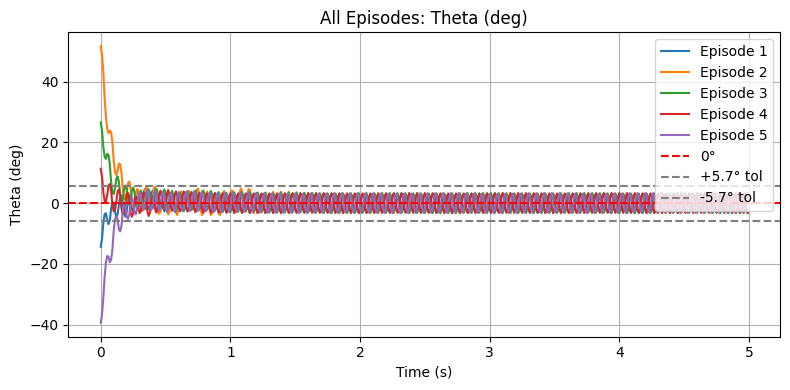 All Episodes: Theta (deg)
Theta (deg)
40
20
0
−20
−40
Episode 1
Episode 2
Episode 3
Episode 4
Episode 5
0°
+5.7° tol
-5.7° tol
0
1
2
3
4
5
Time (s)